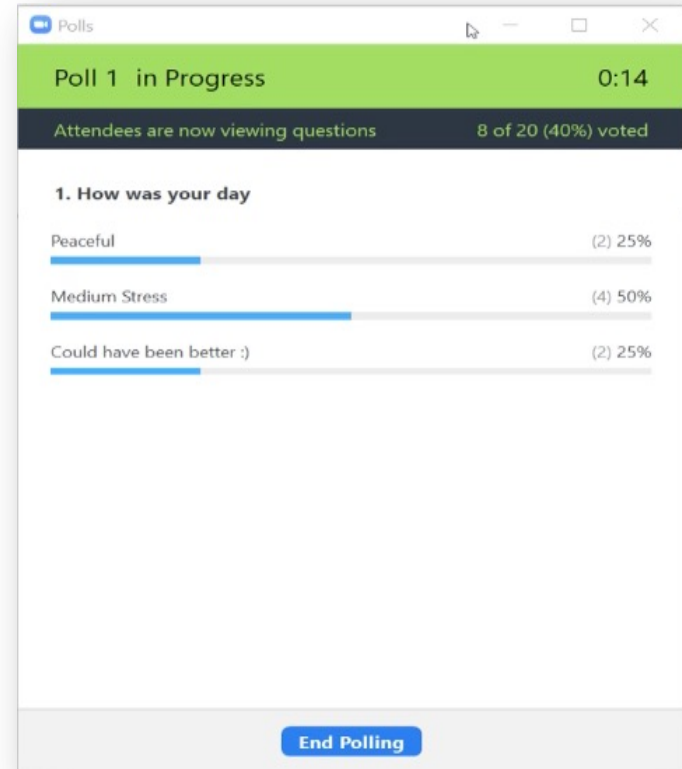 Polls
Poll 1 in Progress 0:14
Attendees are now viewing questions 8 of 20 (40%) voted
1. How was your day
Peaceful (2) 25%
Medium Stress (4) 50%
Could have been better :) (2) 25%
End Polling